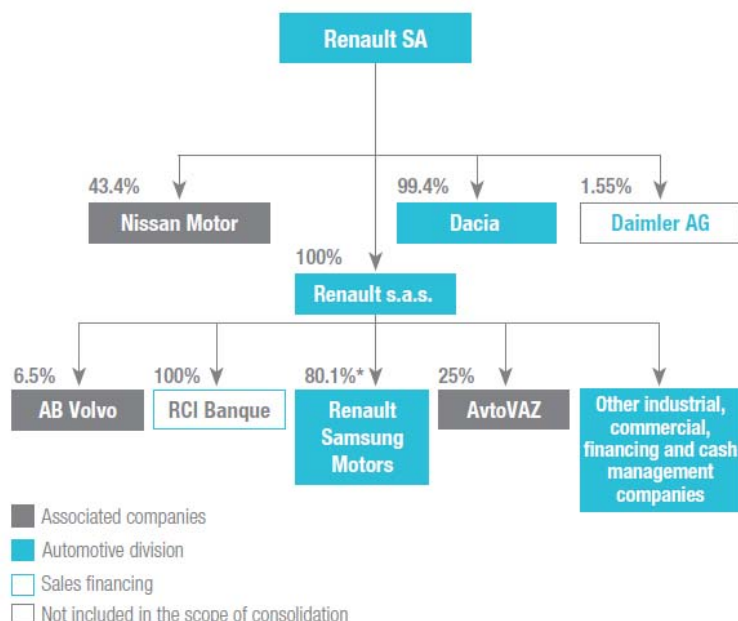 Renault SA
43.4%
99.4%
1.55%
Nissan Motor
Dacia
Daimler AG
100%
Renault s.a.s.
6.5%
100%
80.1%*
25%
AB Volvo
RCI Banque
Renault
Samsung
Motors
AvtoVAZ
Other industrial,
commercial,
financing and cash
management
companies
Associated companies
Automotive division
Sales financing
Not included in the scope of consolidation